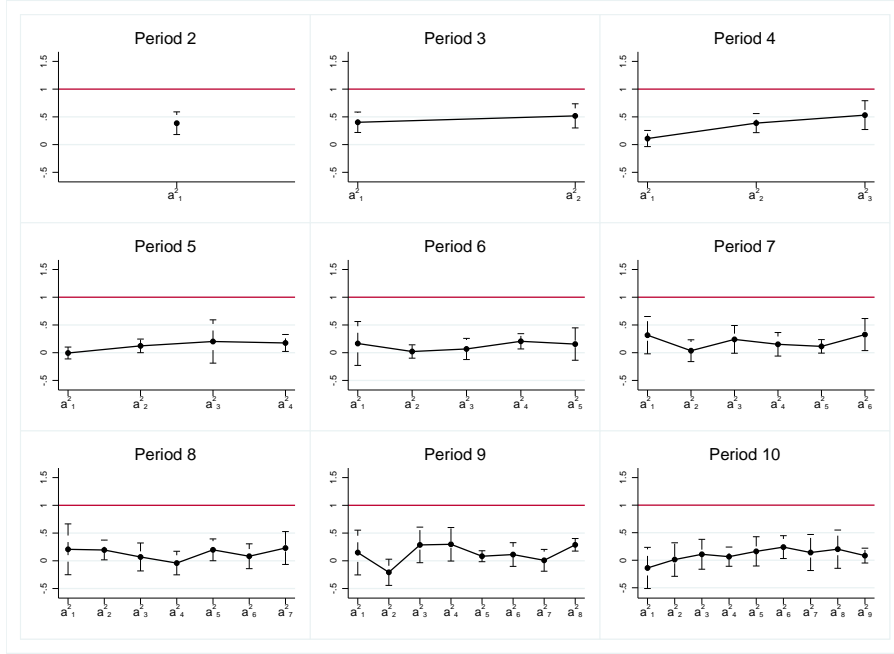 Period 2
1.5
1
.5
0
-.5
a²₁
Period 3
1.5
1
.5
0
-.5
a²₁ a²₂
Period 4
1.5
1
.5
0
-.5
a²₁ a²₂ a²₃
Period 5
1.5
1
.5
0
-.5
a²₁ a²₂ a²₃ a²₄
Period 6
1.5
1
.5
0
-.5
a²₁ a²₂ a²₃ a²₄ a²₅
Period 7
1.5
1
.5
0
-.5
a²₁ a²₂ a²₃ a²₄ a²₅ a²₆
Period 8
1.5
1
.5
0
-.5
a²₁ a²₂ a²₃ a²₄ a²₅ a²₆ a²₇
Period 9
1.5
1
.5
0
-.5
a²₁ a²₂ a²₃ a²₄ a²₅ a²₆ a²₇ a²₈
Period 10
1.5
1
.5
0
-.5
a²₁ a²₂ a²₃ a²₄ a²₅ a²₆ a²₇ a²₈ a²₉